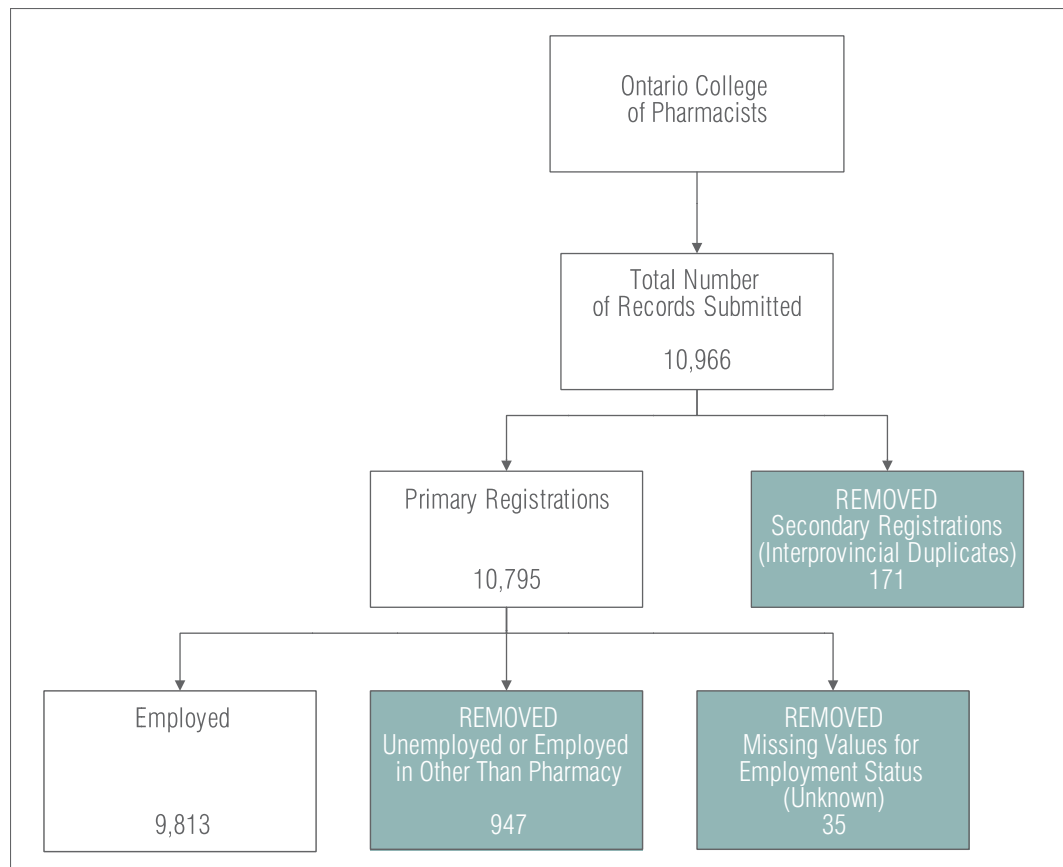 Ontario College
of Pharmacists
Total Number
of Records Submitted
10,966
Primary Registrations
10,795
REMOVED
Secondary Registrations
(Interprovincial Duplicates)
171
Employed
9,813
REMOVED
Unemployed or Employed
in Other Than Pharmacy
947
REMOVED
Missing Values for
Employment Status
(Unknown)
35